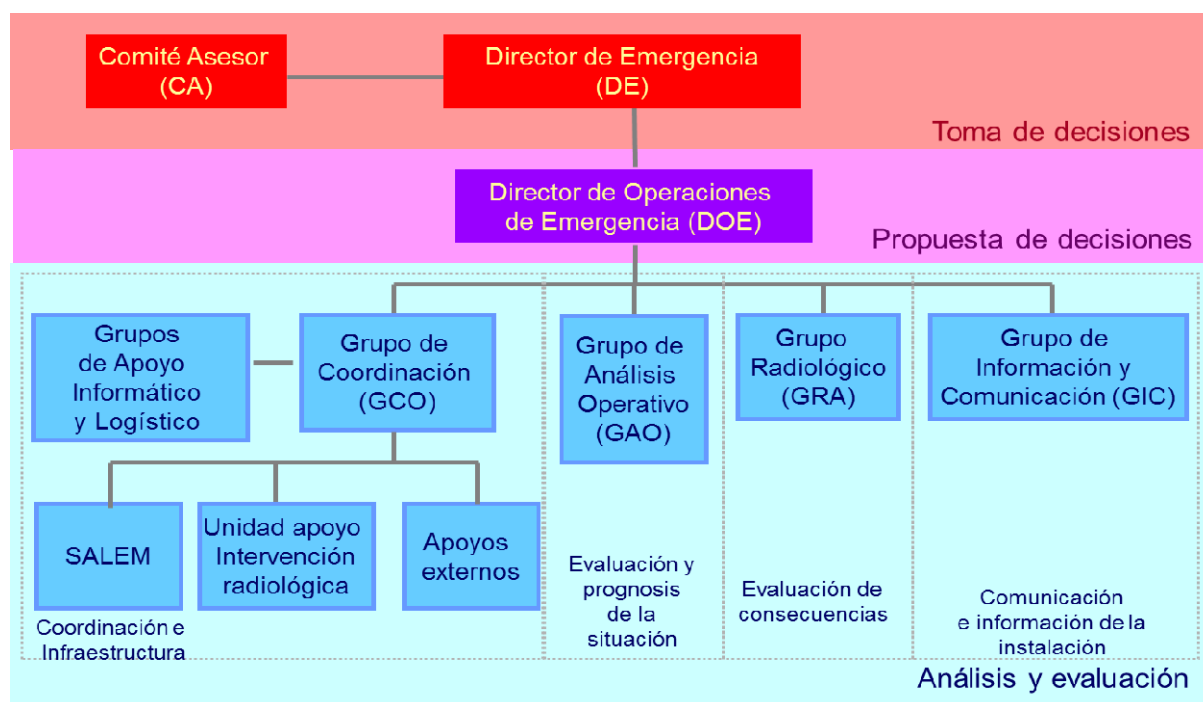 Comité Asesor
(CA)
Director de Emergencia
(DE)
Toma de decisiones
Director de Operaciones
de Emergencia (DOE)
Propuesta de decisiones
Grupos
de Apoyo
Informático
y Logístico
Grupo de
Coordinación
(GCO)
Grupo de
Análisis
Operativo
(GAO)
Grupo
Radiológico
(GRA)
Grupo de
Información y
Comunicación (GIC)
SALEM
Unidad apoyo
Intervención
radiológica
Apoyos
externos
Coordinación e
Infraestructura
Evaluación y
prognosis
de la
situación
Evaluación de
consecuencias
Comunicación
e información de la
instalación
Análisis y evaluación